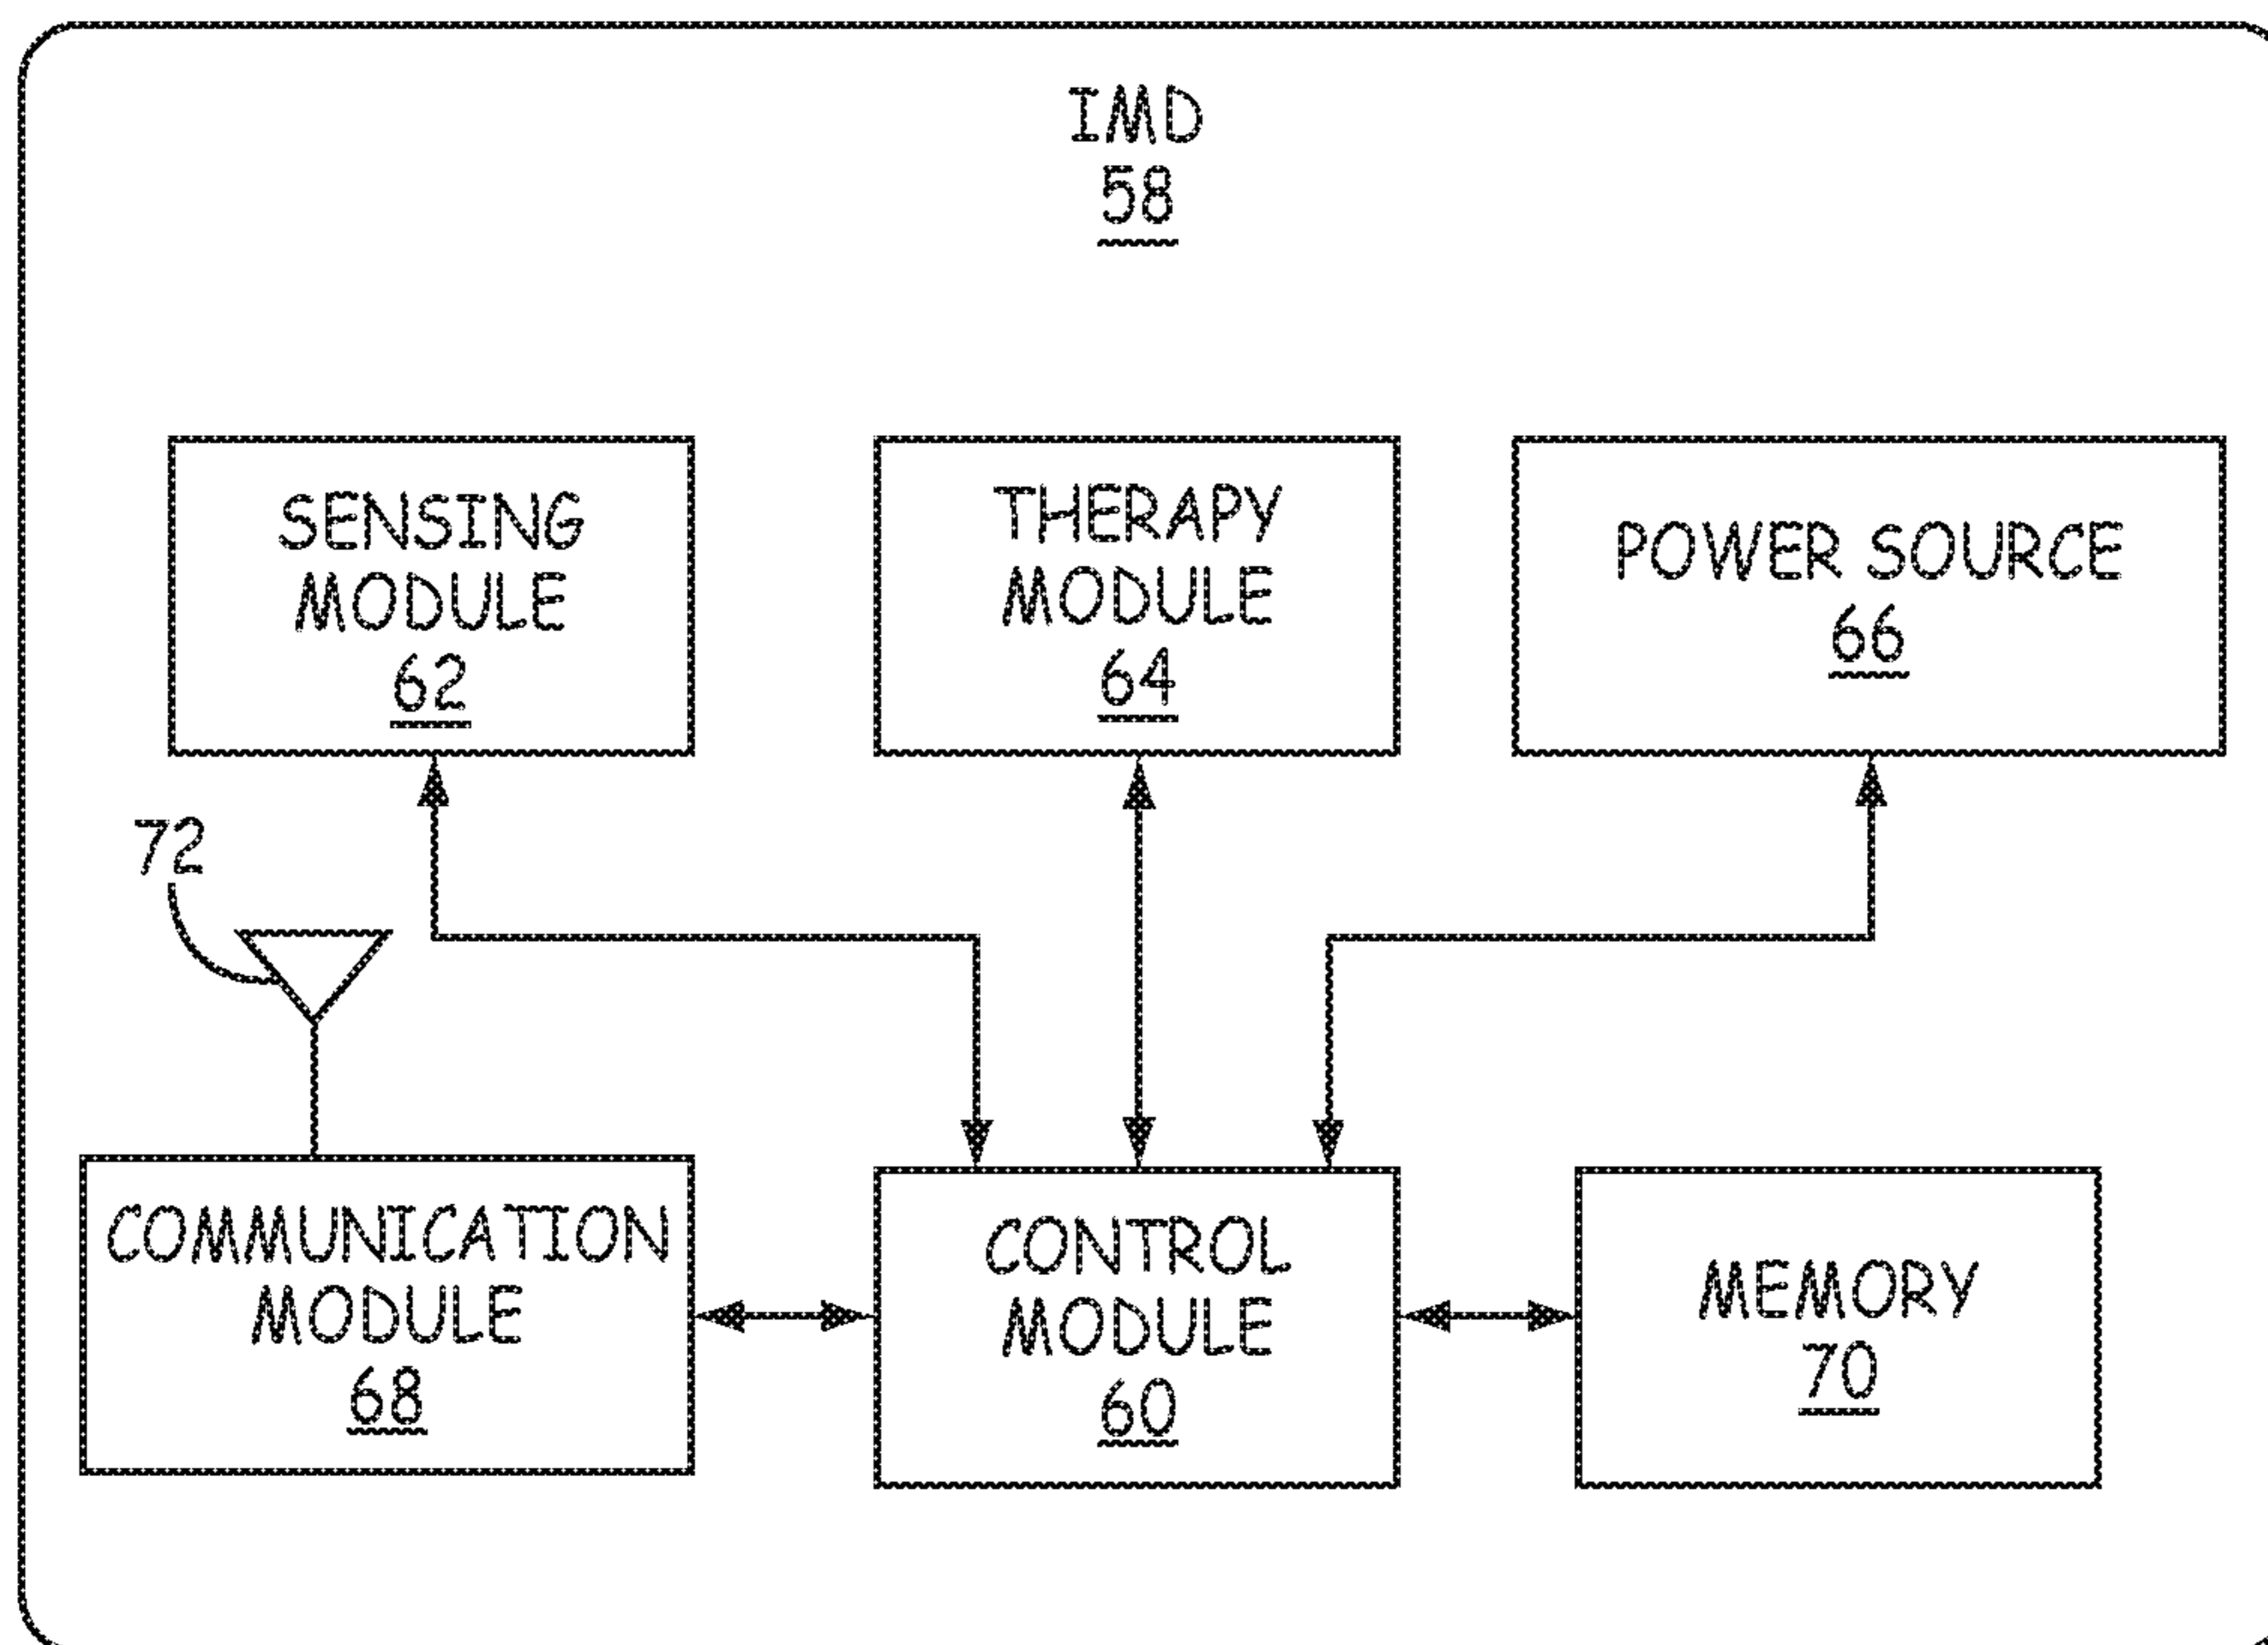 IMD
58
SENSING
MODULE
62
THERAPY
MODULE
64
POWER SOURCE
66
72
COMMUNICATION
MODULE
68
CONTROL
MODULE
60
MEMORY
70